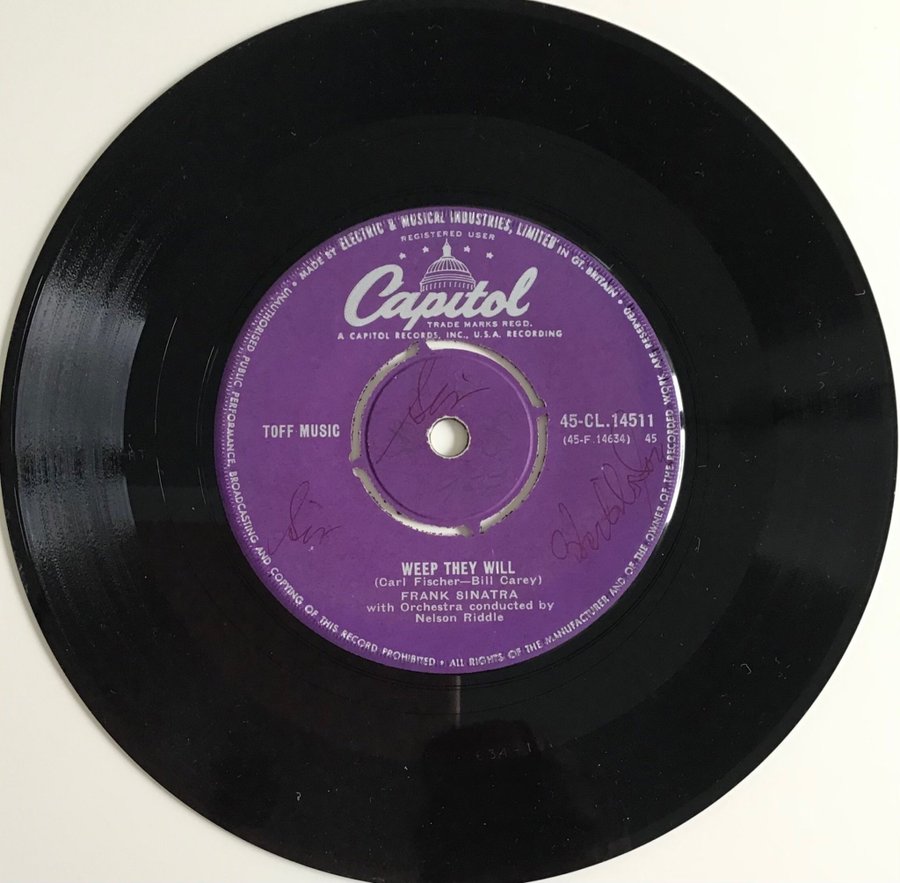 MADE BY ELECTRIC & MUSICAL INDUSTRIES, LIMITED IN GT. BRITAIN •
REGISTERED USER
Capitol
TRADE MARKS REGD.
A CAPITOL RECORDS, INC., U.S.A. RECORDING
TOFF MUSIC
45-CL.14511
(45-F.14634) 45
WEEP THEY WILL
(Carl Fischer—Bill Carey)
FRANK SINATRA
with Orchestra conducted by
Nelson Riddle
UNAUTHORISED PUBLIC PERFORMANCE, BROADCASTING AND COPYING OF THIS RECORD PROHIBITED • ALL RIGHTS OF THE MANUFACTURER AND OF THE OWNER OF THE RECORDED WORK ARE RESERVED